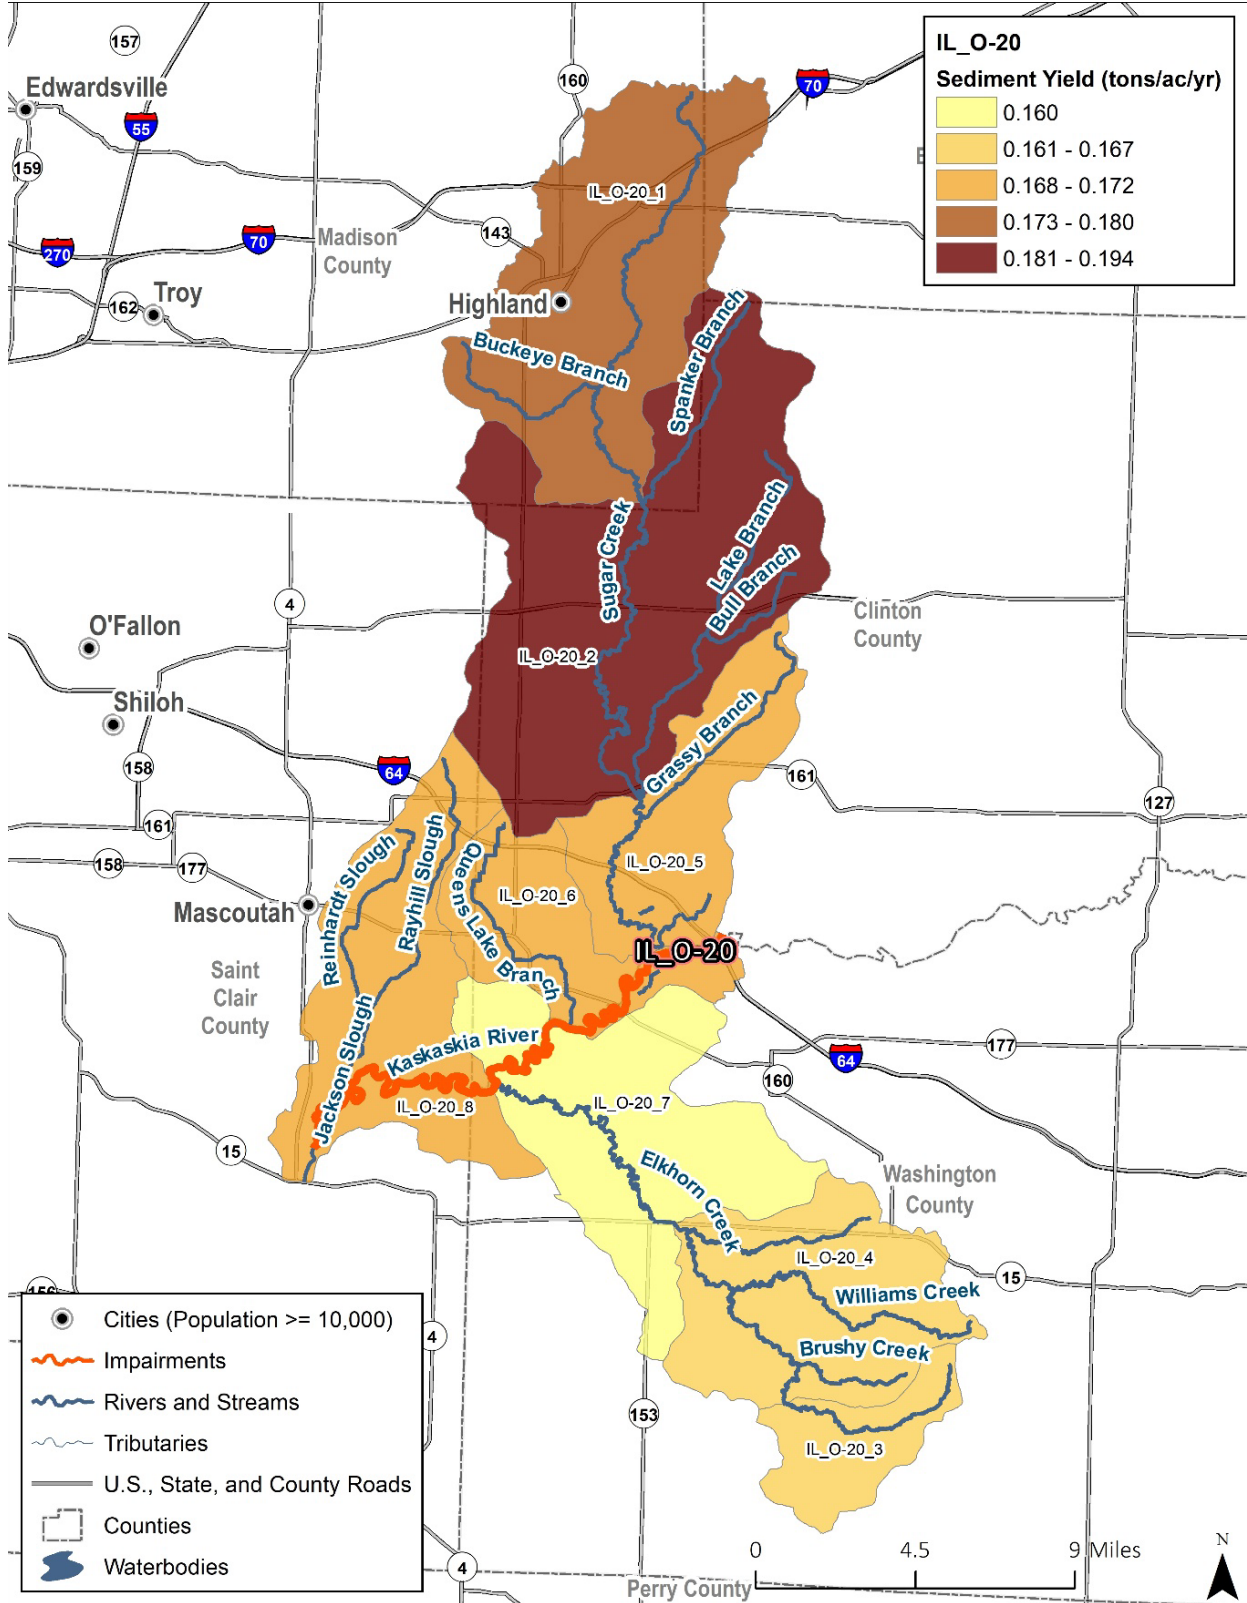 157
Edwardsville
160
70
IL_O-20
Sediment Yield (tons/ac/yr)
0.160
0.161 - 0.167
0.168 - 0.172
0.173 - 0.180
0.181 - 0.194
55
159
IL_O-20_1
143
70
270
Madison
County
Troy
162
Highland
Spanker Branch
Buckeye Branch
Sugar Creek
Lake Branch
Bull Branch
4
Clinton
County
O'Fallon
IL_O-20_2
Shiloh
Grassy Branch
158
64
161
127
161
158
177
Reinhardt Slough
Rayhill Slough
Queens Lake Branch
IL_O-20_5
IL_O-20_6
Mascoutah
IL_O-20
Saint
Clair
County
Jackson Slough
Kaskaskia River
177
64
160
IL_O-20_8
IL_O-20_7
15
Elkhorn Creek
Washington
County
IL_O-20_4
15
Williams Creek
156
Brushy Creek
4
153
IL_O-20_3
Cities (Population >= 10,000)
Impairments
Rivers and Streams
Tributaries
U.S., State, and County Roads
Counties
Waterbodies
4
Perry County
0
4.5
9 Miles
N